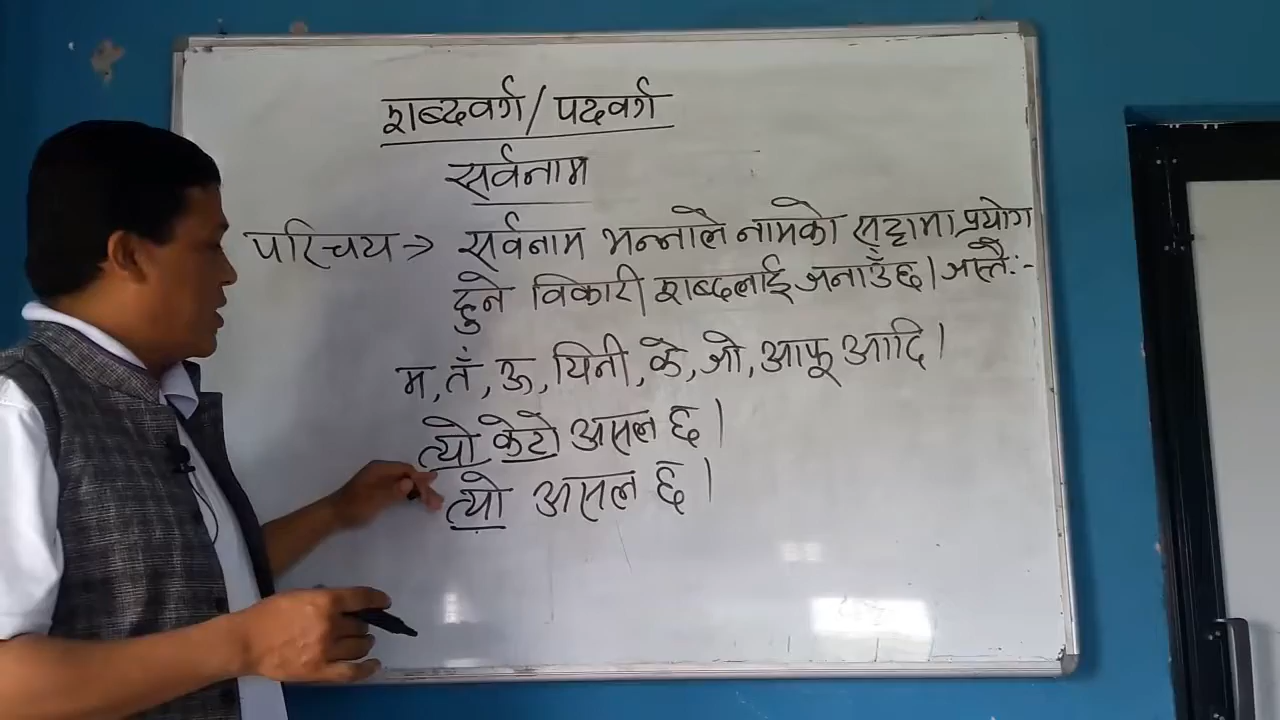 शब्दवर्ग/पदवर्ग
सर्वनाम
परिचय → सर्वनाम भन्नाले नामको सट्टामा प्रयोग
हुने विकारी शब्दलाई जनाउँछ। जस्तै:-
म, तँ, ऊ, यिनी, के, जो, आफू आदि।
त्यो केटो असल छ।
त्यो असल छ।